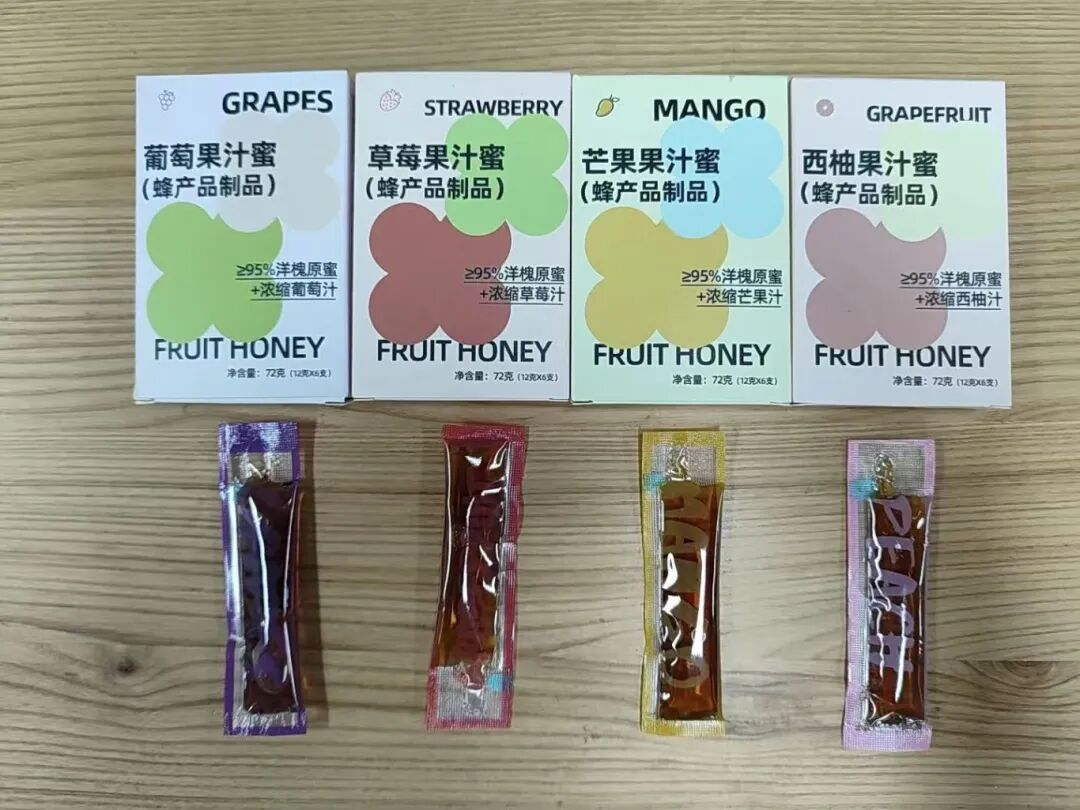 GRAPES
葡萄果汁蜜
(蜂产品制品)
≥95%洋槐原蜜
+浓缩葡萄汁
FRUIT HONEY
净含量：72克（12克X6支）
STRAWBERRY
草莓果汁蜜
(蜂产品制品)
≥95%洋槐原蜜
+浓缩草莓汁
FRUIT HONEY
净含量：72克（12克X6支）
MANGO
芒果果汁蜜
(蜂产品制品)
≥95%洋槐原蜜
+浓缩芒果汁
FRUIT HONEY
净含量：72克（12克X6支）
GRAPEFRUIT
西柚果汁蜜
(蜂产品制品)
≥95%洋槐原蜜
+浓缩西柚汁
FRUIT HONEY
净含量：72克（12克X6支）
MANGO
PEACH